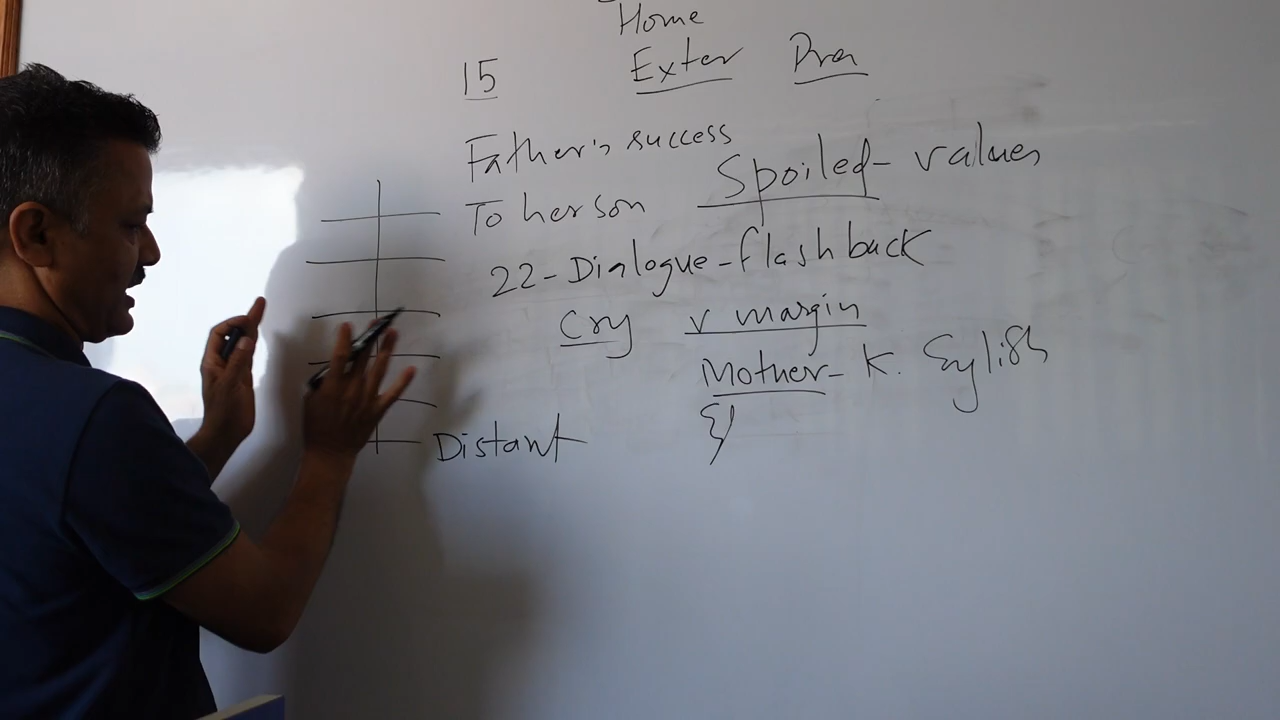 Home
15 Exter Pra
Father's success
Spoiled- values
To her son
22-Dialogue-flashback
Cry v margin
Mother- K. English
Distant